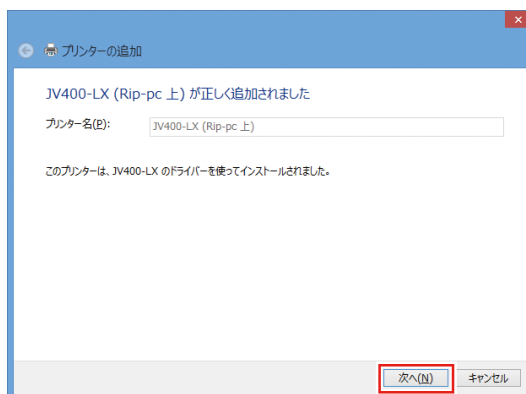 プリンターの追加
JV400-LX (Rip-pc 上) が正しく追加されました
プリンター名(P): JV400-LX (Rip-pc 上)
このプリンターは、JV400-LX のドライバーを使ってインストールされました。
次へ(N) キャンセル